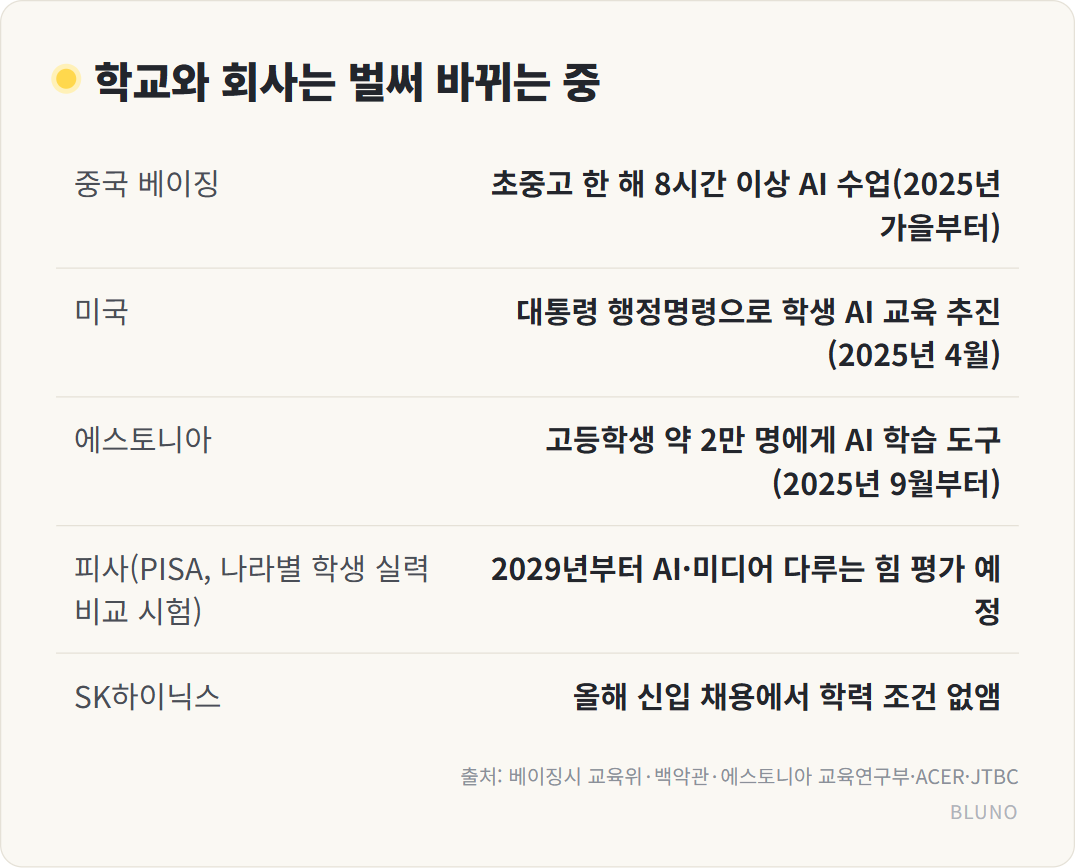 학교와 회사는 벌써 바뀌는 중
중국 베이징
초중고 한 해 8시간 이상 AI 수업(2025년
가을부터)
미국
대통령 행정명령으로 학생 AI 교육 추진
(2025년 4월)
에스토니아
고등학생 약 2만 명에게 AI 학습 도구
(2025년 9월부터)
피사(PISA, 나라별 학생 실력
비교 시험)
2029년부터 AI·미디어 다루는 힘 평가 예
정
SK하이닉스
올해 신입 채용에서 학력 조건 없앰
출처: 베이징시 교육위·백악관·에스토니아 교육연구부·ACER·JTBC
BLUNO